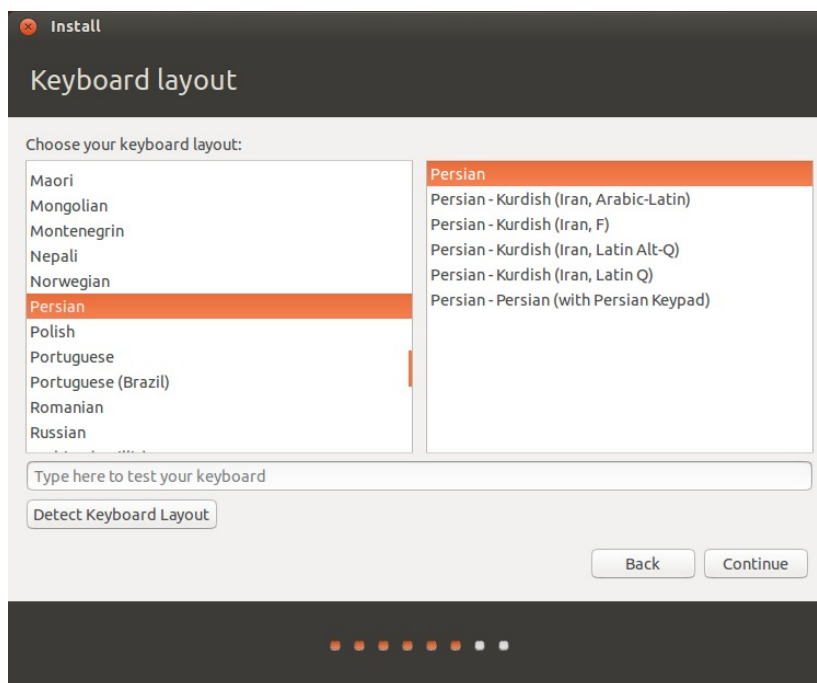 Install
Keyboard layout
Choose your keyboard layout:
Maori
Mongolian
Montenegrin
Nepali
Norwegian
Persian
Polish
Portuguese
Portuguese (Brazil)
Romanian
Russian
Persian
Persian - Kurdish (Iran, Arabic-Latin)
Persian - Kurdish (Iran, F)
Persian - Kurdish (Iran, Latin Alt-Q)
Persian - Kurdish (Iran, Latin Q)
Persian - Persian (with Persian Keypad)
Type here to test your keyboard
Detect Keyboard Layout
Back
Continue